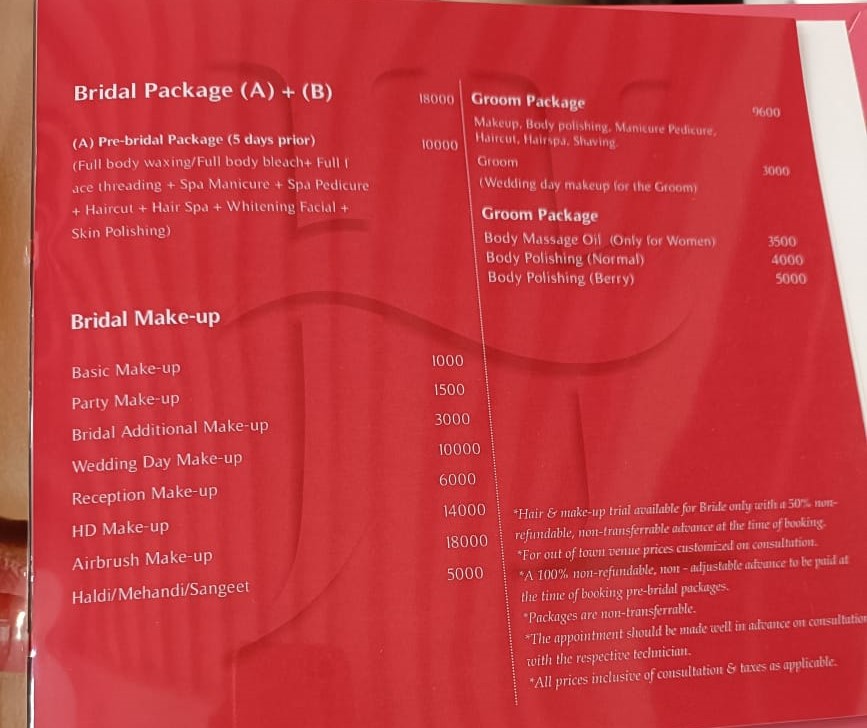 Bridal Package (A) + (B) 18000
(A) Pre-bridal Package (5 days prior) 10000
(Full body waxing/Full body bleach+ Full f
ace threading + Spa Manicure + Spa Pedicure
+ Haircut + Hair Spa + Whitening Facial +
Skin Polishing)
Bridal Make-up
Basic Make-up 1000
Party Make-up 1500
Bridal Additional Make-up 3000
Wedding Day Make-up 10000
Reception Make-up 6000
HD Make-up 14000
Airbrush Make-up 18000
Haldi/Mehandi/Sangeet 5000
Groom Package 9600
Makeup, Body polishing, Manicure Pedicure,
Haircut, Hairspa, Shaving.
Groom 3000
(Wedding day makeup for the Groom)
Groom Package
Body Massage Oil (Only for Women) 3500
Body Polishing (Normal) 4000
Body Polishing (Berry) 5000
*Hair & make-up trial available for Bride only with a 50% non-
refundable, non-transferrable advance at the time of booking.
*For out of town venue prices customized on consultation.
*A 100% non-refundable, non - adjustable advance to be paid at
the time of booking pre-bridal packages.
*Packages are non-transferrable.
*The appointment should be made well in advance on consultation
with the respective technician.
*All prices inclusive of consultation & taxes as applicable.